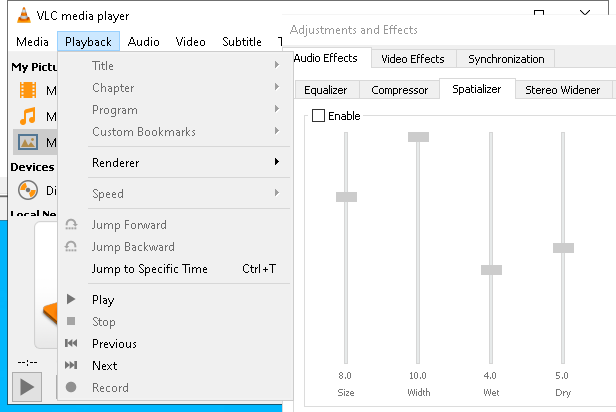 VLC media player
Media Playback Audio Video Subtitle
My Pictu
Devices
Di
Local Ne
Title
Chapter
Program
Custom Bookmarks
Renderer
Speed
Jump Forward
Jump Backward
Jump to Specific Time Ctrl+T
Play
Stop
Previous
Next
Record
--:--
Adjustments and Effects
Audio Effects Video Effects Synchronization
Equalizer Compressor Spatializer Stereo Widener
Enable
8.0 10.0 4.0 5.0
Size Width Wet Dry